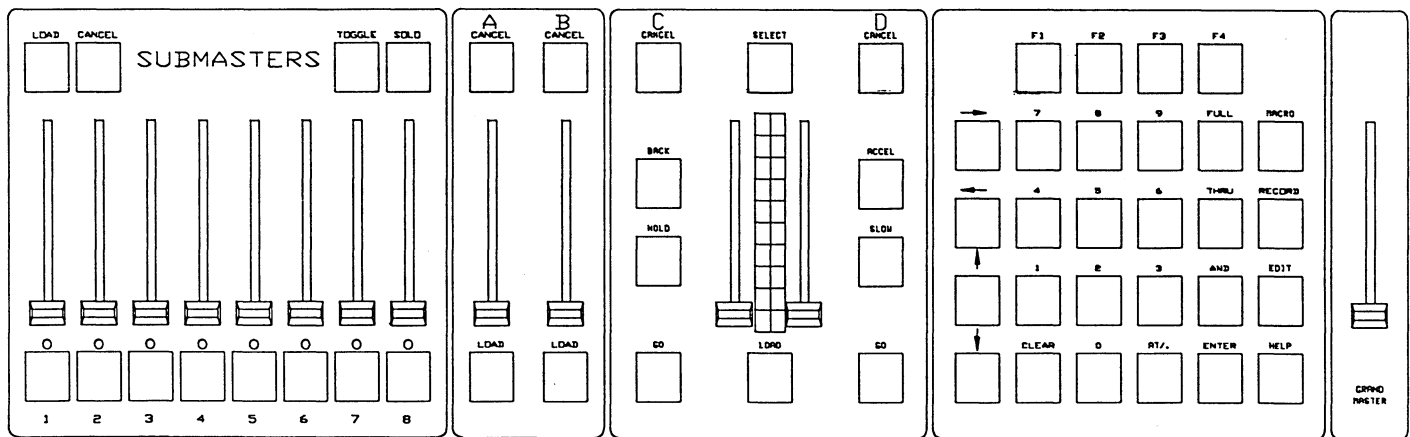 LOAD CANCEL SUBMASTERS TOGGLE SOLO
1 2 3 4 5 6 7 8
A B
CANCEL CANCEL
LOAD LOAD
C D
CANCEL SELECT CANCEL
BACK ACCEL
HOLD SLOW
GO LOAD GO
F1 F2 F3 F4
→ 7 8 9 FULL MACRO
← 4 5 6 THRU RECORD
↑ 1 2 3 AND EDIT
↓ CLEAR 0 AT/. ENTER HELP
GRAND
MASTER